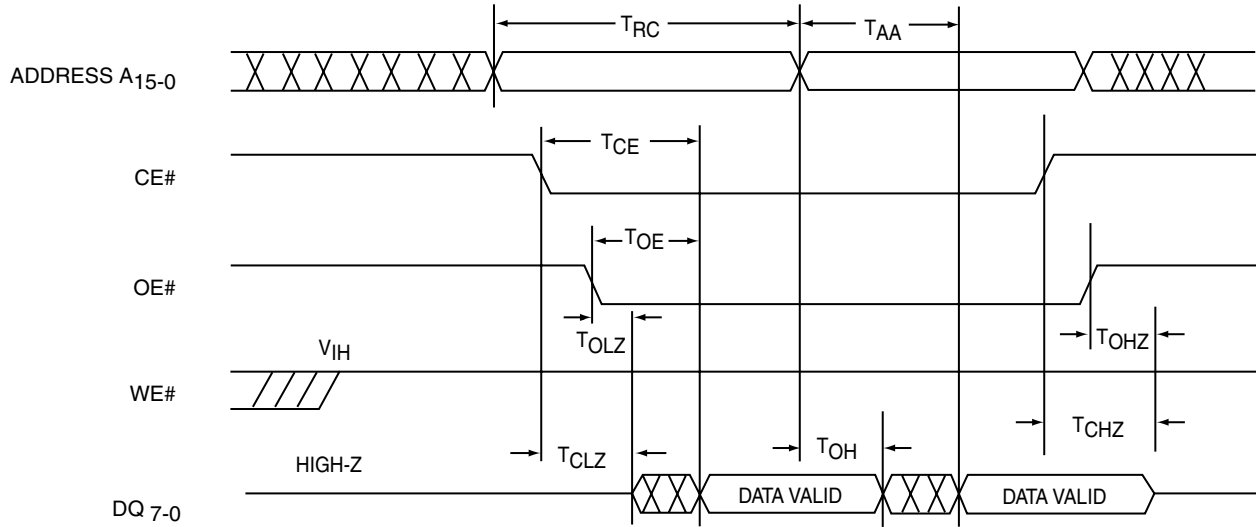 TRC
TAA
ADDRESS A15-0
TCE
CE#
TOE
OE#
TOLZ
TOHZ
VIH
WE#
TCHZ
TOH
TCLZ
HIGH-Z
DATA VALID
DATA VALID
DQ 7-0